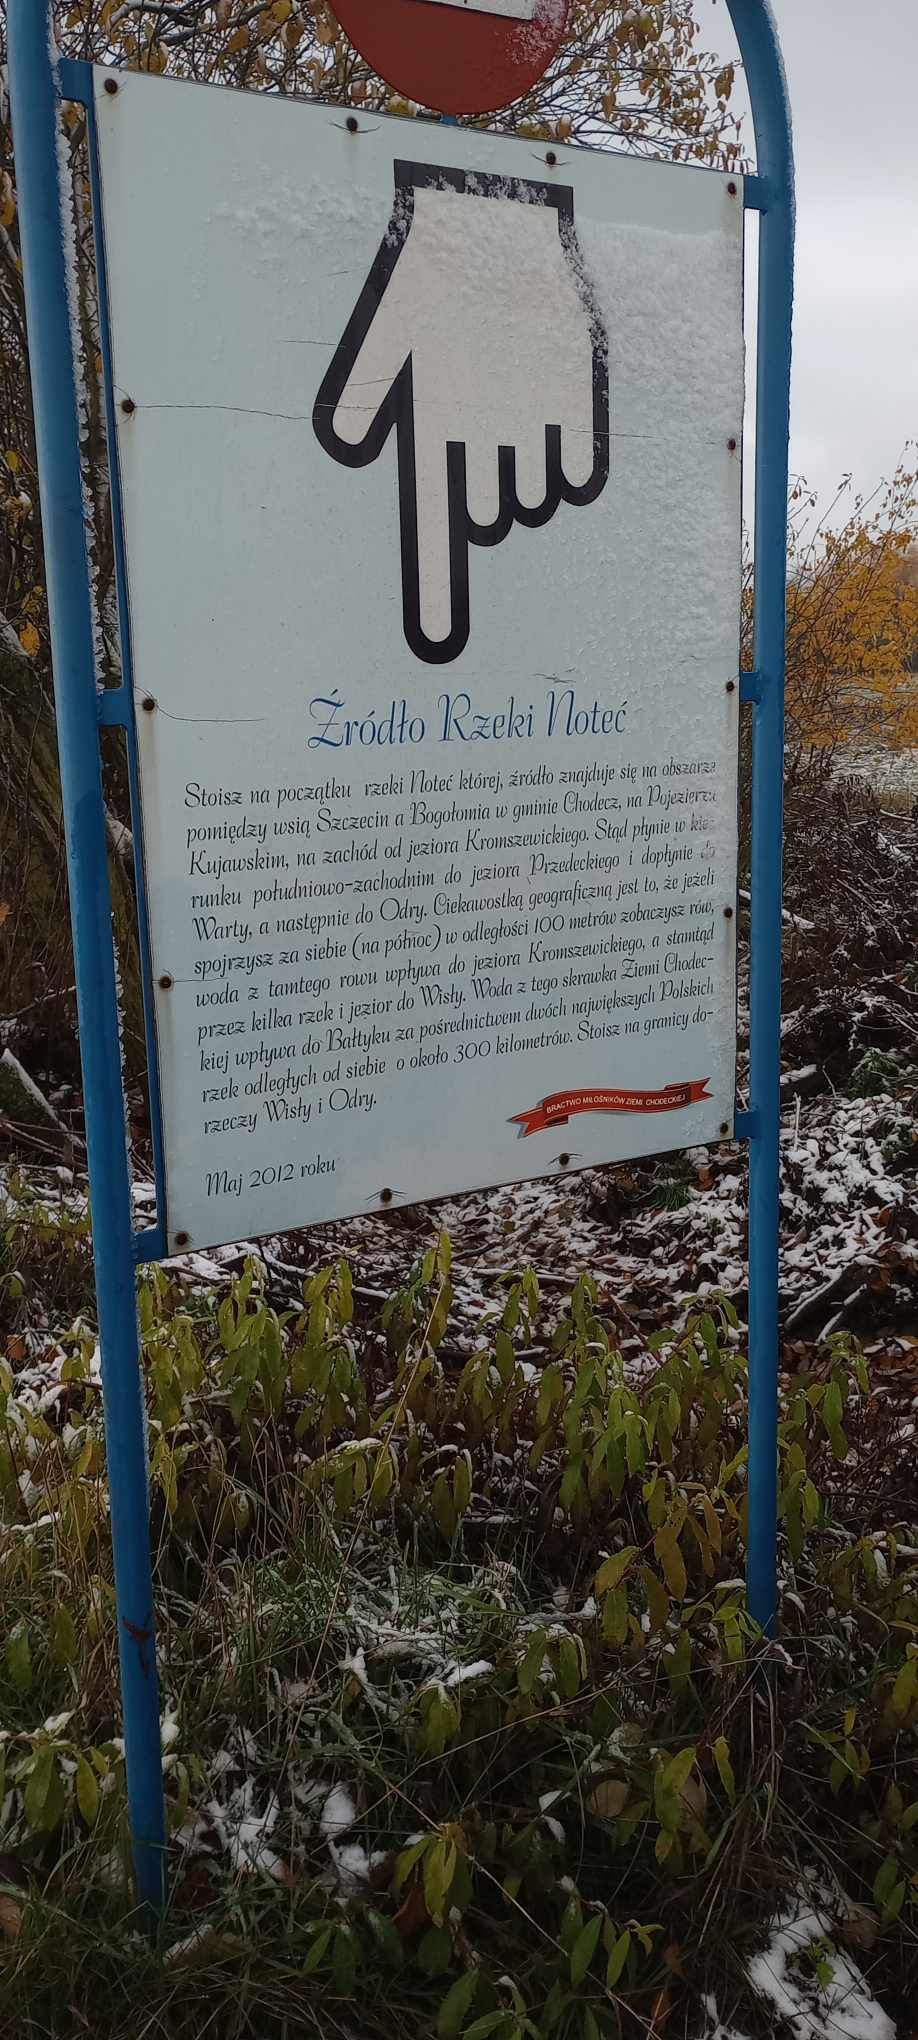 Źródło Rzeki Noteć
Stoisz na początku rzeki Noteć której, źródło znajduje się na obszarze
pomiędzy wsią Szczecin a Bogołomia w gminie Chodecz, na Pojezierzu
Kujawskim, na zachód od jeziora Kromszewickiego. Stąd płynie w kie-
runku południowo-zachodnim do jeziora Przedeckiego i dopłynie do
Warty, a następnie do Odry. Ciekawostką geograficzną jest to, że jeżeli
spojrzysz za siebie (na północ) w odległości 100 metrów zobaczysz rów,
woda z tamtego rowu wpływa do jeziora Kromszewickiego, a stamtąd
przez kilka rzek i jezior do Wisły. Woda z tego skrawka Ziemi Chodec-
kiej wpływa do Bałtyku za pośrednictwem dwóch największych Polskich
rzek odległych od siebie o około 300 kilometrów. Stoisz na granicy do-
rzeczy Wisły i Odry.
BRACTWO MIŁOŚNIKÓW ZIEMI CHODECKIEJ
Maj 2012 roku